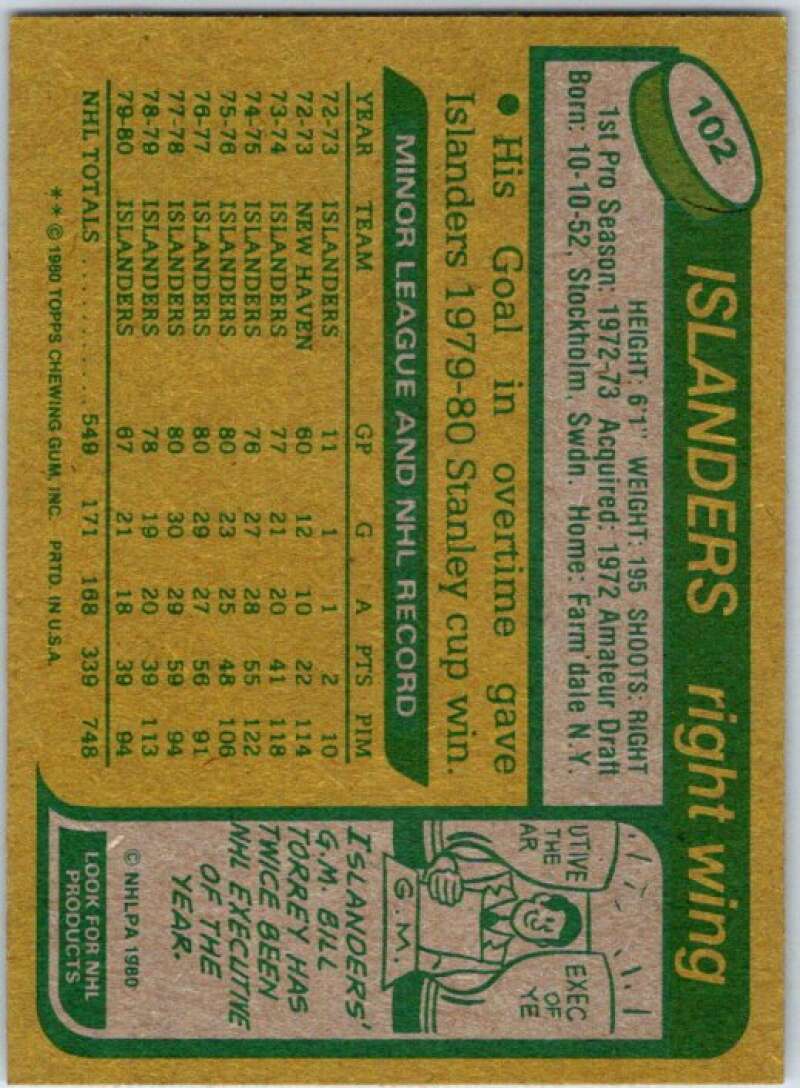 102
ISLANDERS right wing
HEIGHT: 6'1" WEIGHT: 195 SHOOTS: RIGHT
1st Pro Season: 1972-73 Acquired: 1972 Amateur Draft
Born: 10-10-52, Stockholm, Swdn. Home: Farm'dale N.Y.
• His Goal in overtime gave
Islanders 1979-80 Stanley cup win.
MINOR LEAGUE AND NHL RECORD
YEAR TEAM GP G A PTS PIM
72-73 ISLANDERS 11 1 1 2 10
72-73 NEW HAVEN 60 12 10 22 114
73-74 ISLANDERS 77 21 20 41 118
74-75 ISLANDERS 76 27 28 55 122
75-76 ISLANDERS 80 23 25 48 106
76-77 ISLANDERS 80 29 27 56 91
77-78 ISLANDERS 80 30 29 59 94
78-79 ISLANDERS 78 19 20 39 113
79-80 ISLANDERS 67 21 18 39 94
NHL TOTALS .......... 549 171 168 339 748
** © 1980 TOPPS CHEWING GUM, INC. PRTD. IN U.S.A.
UTIVE
THE
AR
EXEC
OF
YE
G.M.
ISLANDERS'
G.M. BILL
TORREY HAS
TWICE BEEN
NHL EXECUTIVE
OF THE
YEAR.
© NHLPA 1980
LOOK FOR NHL
PRODUCTS